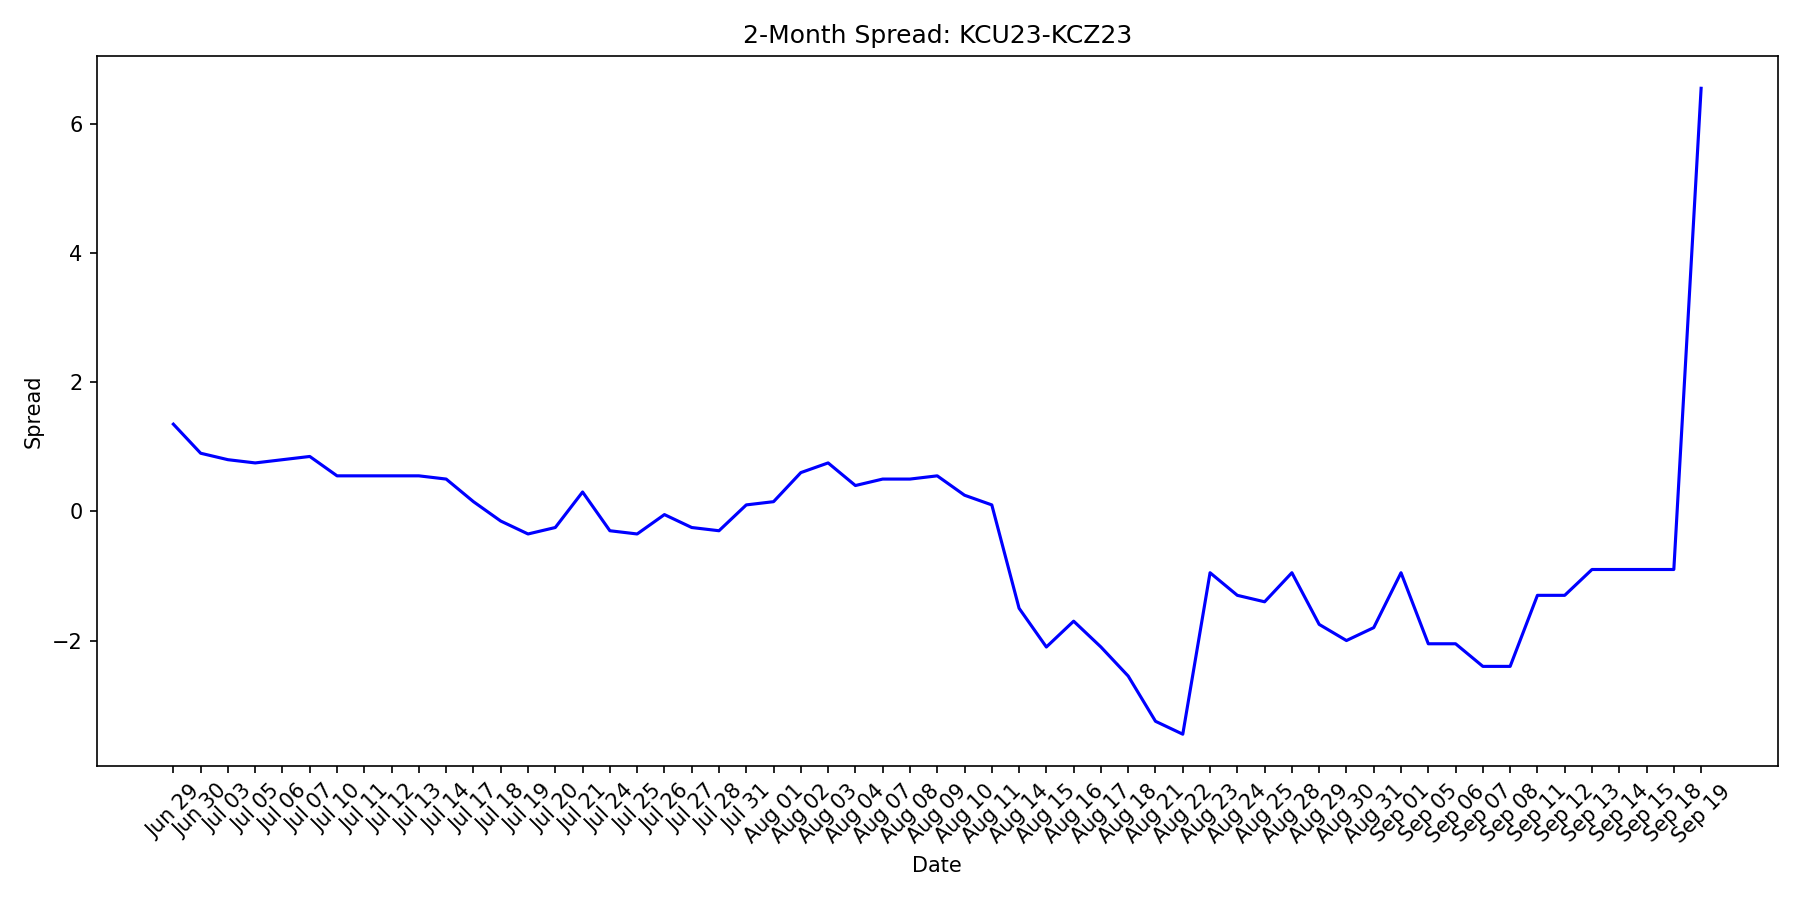 2-Month Spread: KCU23-KCZ23
Spread
6
4
2
0
−2
Jun 29
Jun 30
Jul 03
Jul 05
Jul 06
Jul 07
Jul 10
Jul 11
Jul 12
Jul 13
Jul 14
Jul 17
Jul 18
Jul 19
Jul 20
Jul 21
Jul 24
Jul 25
Jul 26
Jul 27
Jul 28
Jul 31
Aug 01
Aug 02
Aug 03
Aug 04
Aug 07
Aug 08
Aug 09
Aug 10
Aug 11
Aug 14
Aug 15
Aug 16
Aug 17
Aug 18
Aug 21
Aug 22
Aug 23
Aug 24
Aug 25
Aug 28
Aug 29
Aug 30
Aug 31
Sep 01
Sep 05
Sep 06
Sep 07
Sep 08
Sep 11
Sep 12
Sep 13
Sep 14
Sep 15
Sep 18
Sep 19
Date